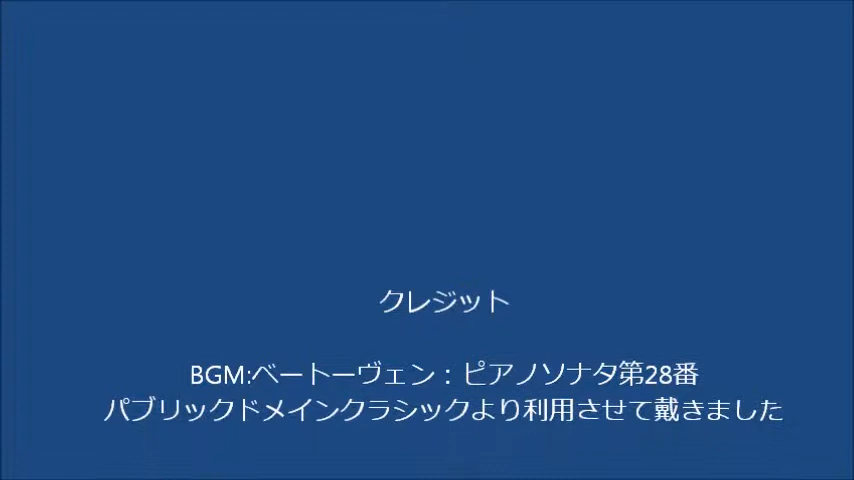 クレジット
BGM:ベートーヴェン：ピアノソナタ第28番
パブリックドメインクラシックより利用させて戴きました